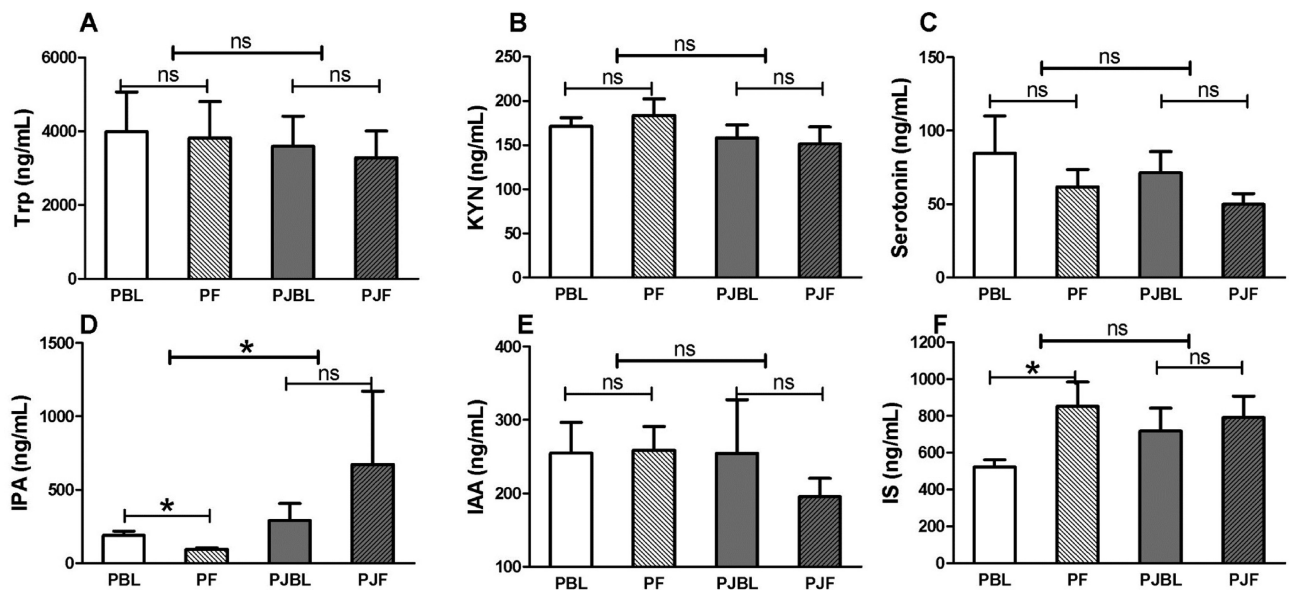 A
ns
ns
ns
Trp (ng/mL)
6000
4000
2000
0
PBL PF PJBL PJF
B
ns
ns
ns
KYN (ng/mL)
250
200
150
100
50
0
PBL PF PJBL PJF
C
ns
ns
ns
Serotonin (ng/mL)
150
100
50
0
PBL PF PJBL PJF
D
*
ns
*
IPA (ng/mL)
1500
1000
500
0
PBL PF PJBL PJF
E
ns
ns
ns
IAA (ng/mL)
400
300
200
100
PBL PF PJBL PJF
F
ns
*
ns
IS (ng/mL)
1200
1000
800
600
400
200
0
PBL PF PJBL PJF